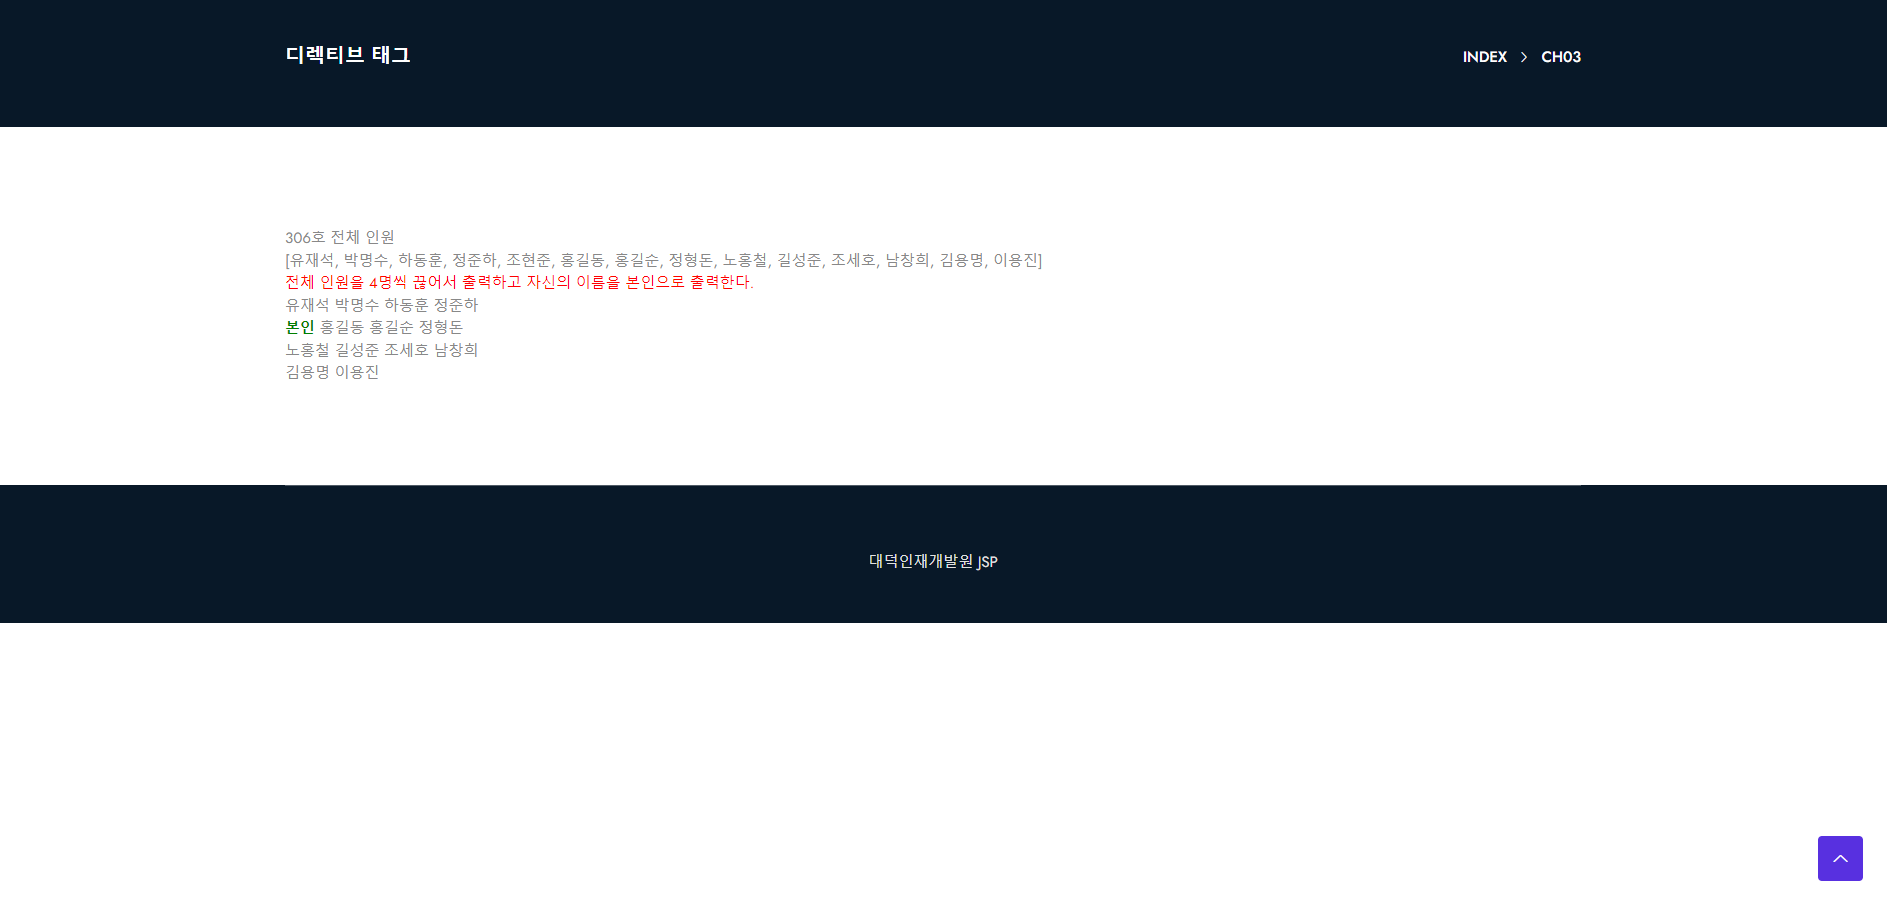 디렉티브 태그
INDEX > CH03
306호 전체 인원
[유재석, 박명수, 하동훈, 정준하, 조현준, 홍길동, 홍길순, 정형돈, 노홍철, 길성준, 조세호, 남창희, 김용명, 이용진]
전체 인원을 4명씩 끊어서 출력하고 자신의 이름을 본인으로 출력한다.
유재석 박명수 하동훈 정준하
본인 홍길동 홍길순 정형돈
노홍철 길성준 조세호 남창희
김용명 이용진
대덕인재개발원 JSP